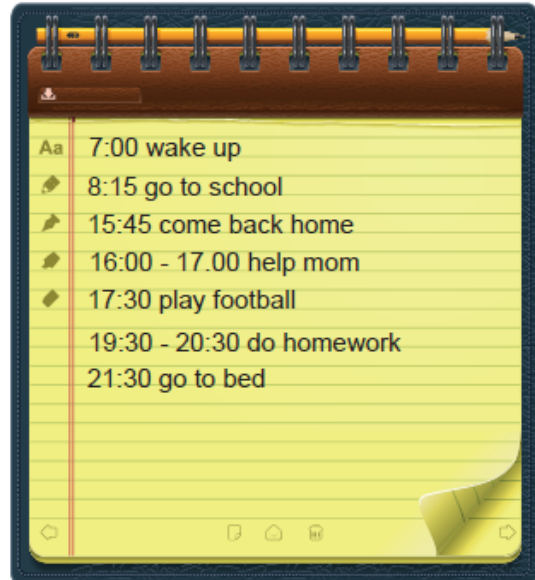 Aa
7:00 wake up
8:15 go to school
15:45 come back home
16:00 - 17.00 help mom
17:30 play football
19:30 - 20:30 do homework
21:30 go to bed